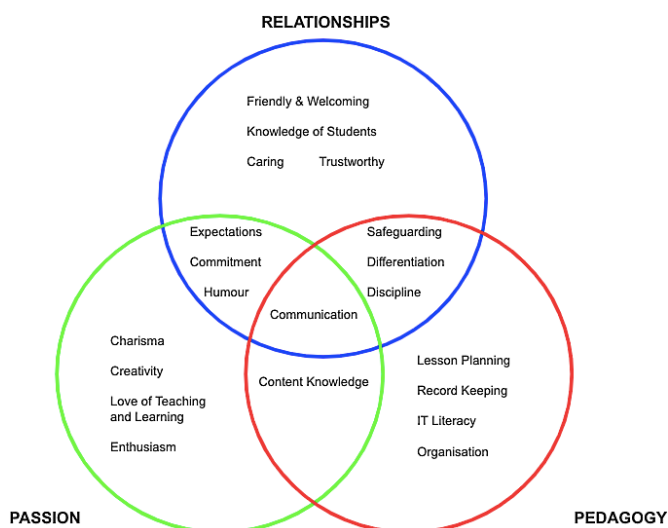 RELATIONSHIPS
Friendly & Welcoming
Knowledge of Students
Caring Trustworthy
Expectations
Commitment
Humour
Safeguarding
Differentiation
Discipline
Communication
Charisma
Creativity
Love of Teaching
and Learning
Enthusiasm
Content Knowledge
Lesson Planning
Record Keeping
IT Literacy
Organisation
PASSION
PEDAGOGY